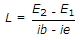 L = E₂ - E₁ / ib - ie